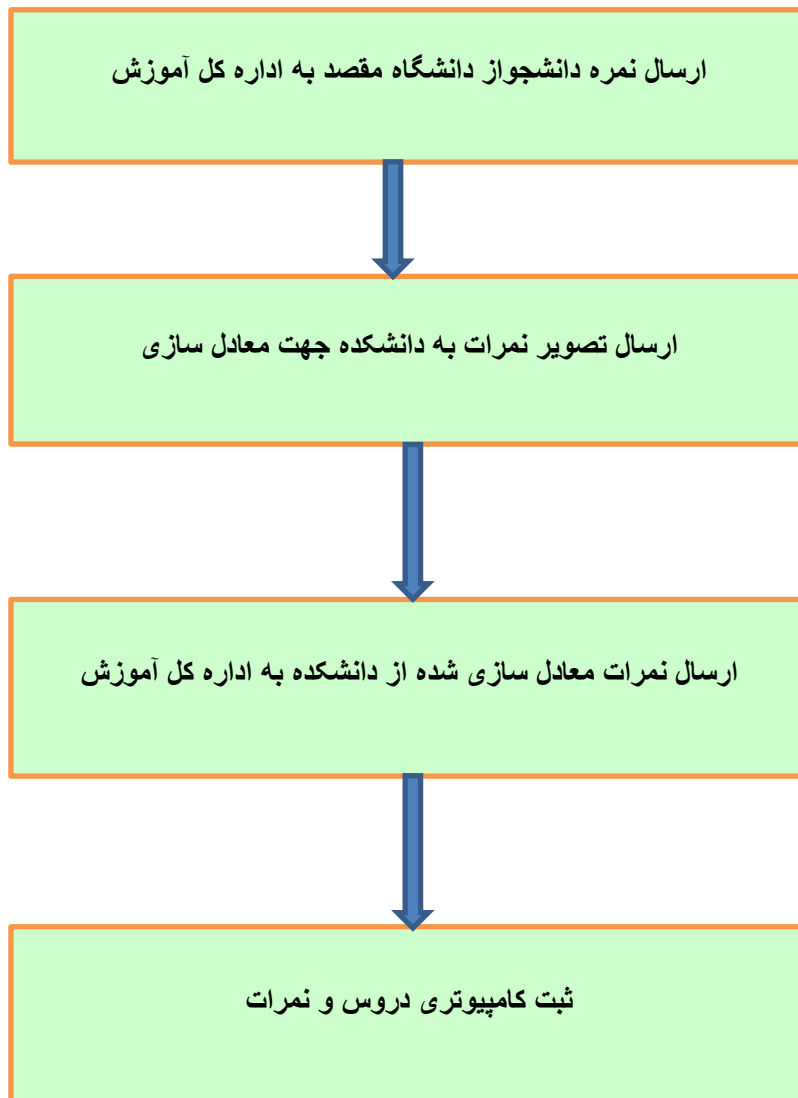 ارسال نمره دانشجواز دانشگاه مقصد به اداره کل آموزش
ارسال تصویر نمرات به دانشکده جهت معادل سازی
ارسال نمرات معادل سازی شده از دانشکده به اداره کل آموزش
ثبت کامپیوتری دروس و نمرات